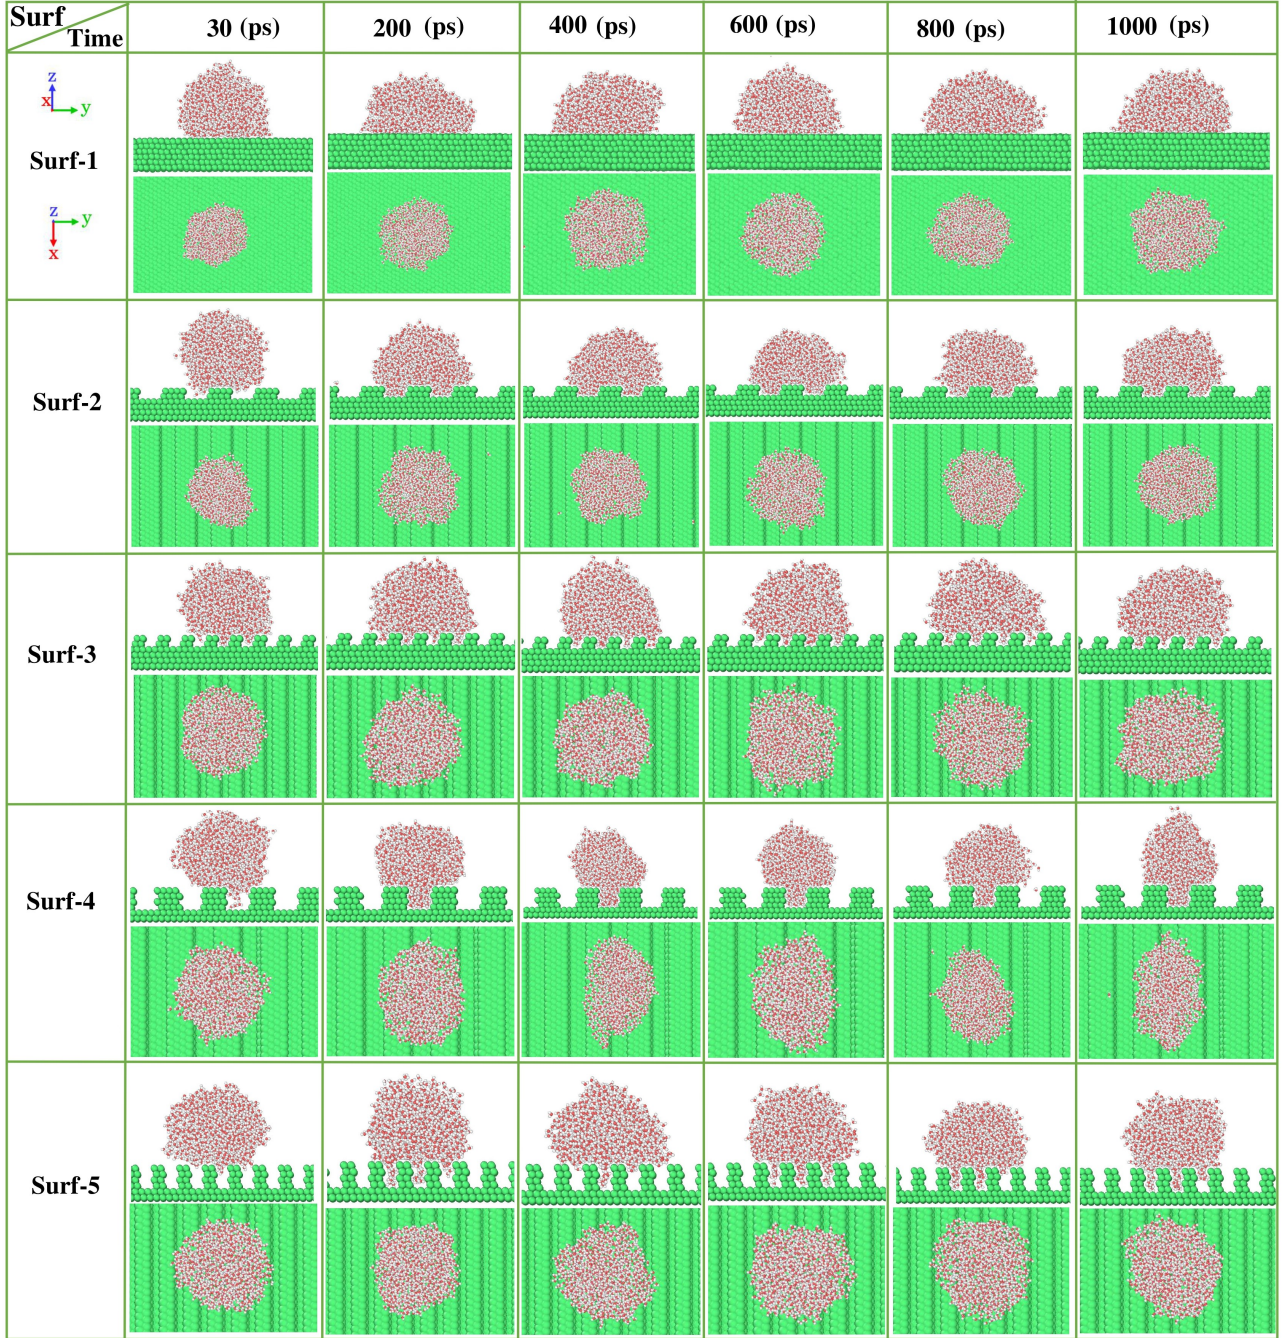 Surf
Time
30 (ps)
200 (ps)
400 (ps)
600 (ps)
800 (ps)
1000 (ps)
z
x
y
Surf-1
z
y
x
Surf-2
Surf-3
Surf-4
Surf-5